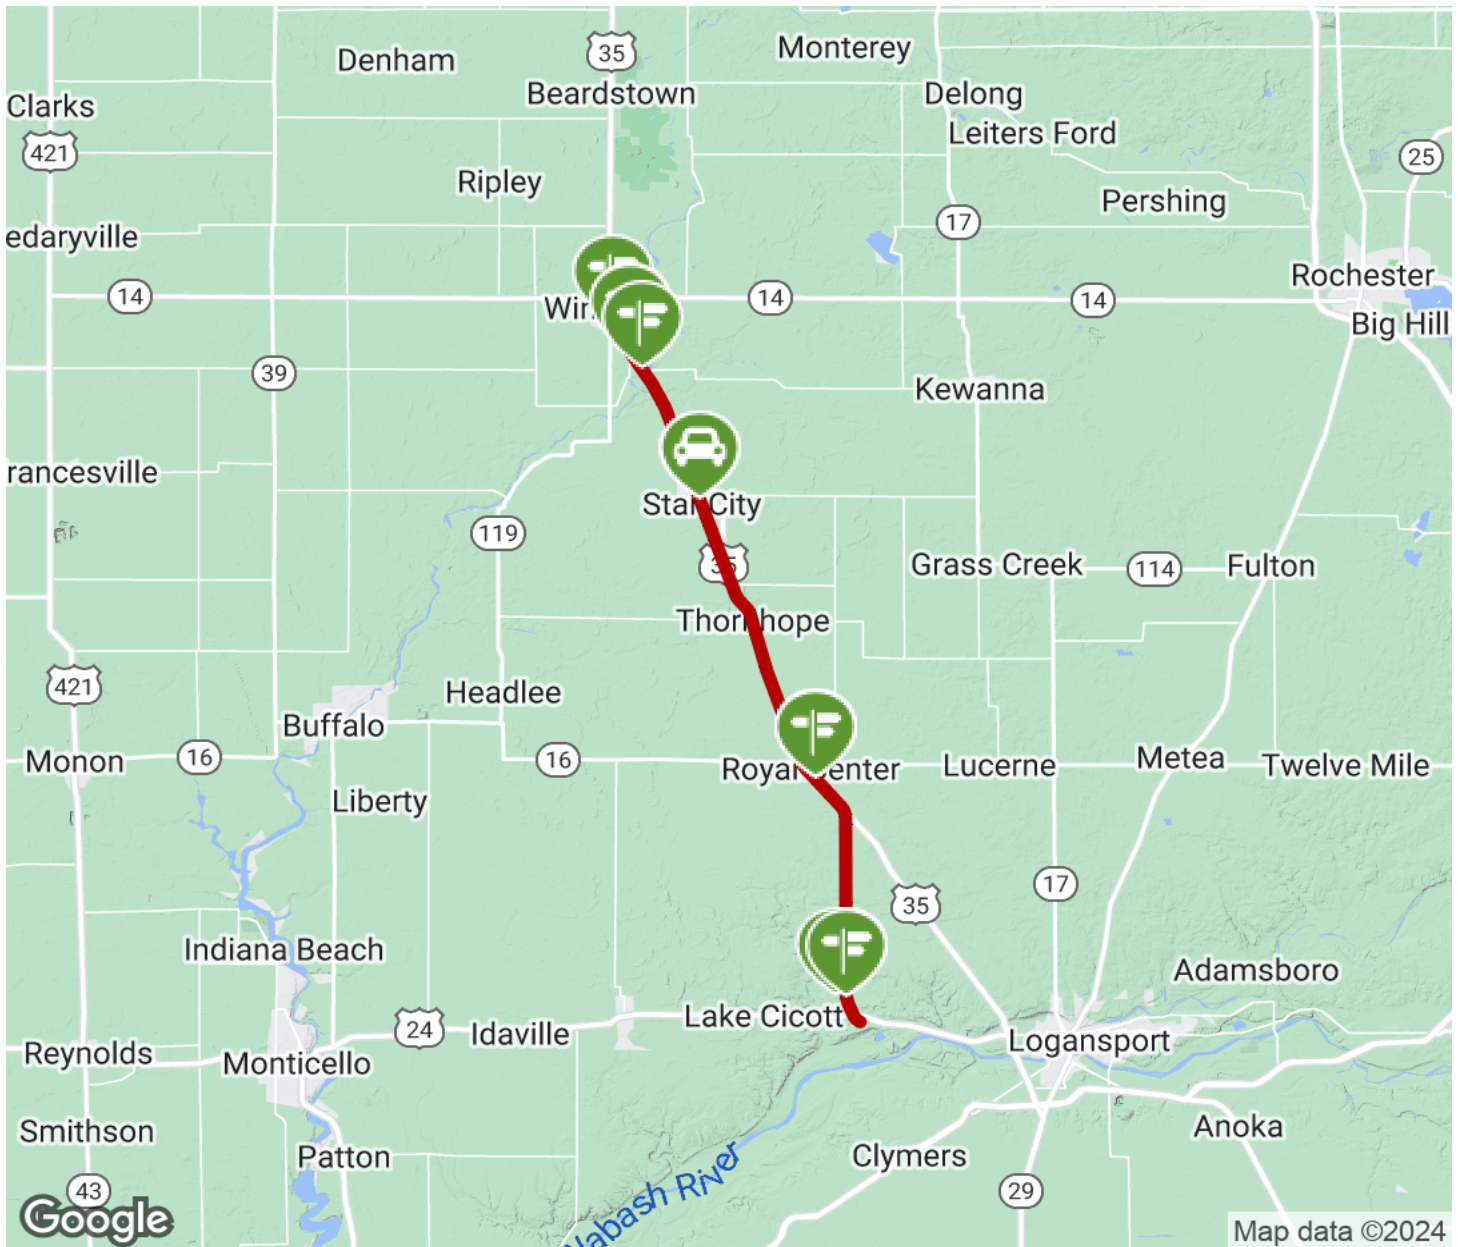 Denham
35
Monterey
Beardstown
Delong
Clarks
Leiters Ford
421
25
Ripley
Pershing
17
edaryville
Rochester
14
14
14
Win
Big Hill
39
Kewanna
rancesville
Star City
119
35
Grass Creek
114
Fulton
Thornhope
421
Headlee
Buffalo
Monon
16
16
Royal Center
Lucerne
Metea
Twelve Mile
Liberty
17
35
Indiana Beach
Adamsboro
Lake Cicott
24
Idaville
Logansport
Reynolds
Monticello
Smithson
Anoka
Patton
Clymers
Wabash River
43
29
Google
Map data ©2024